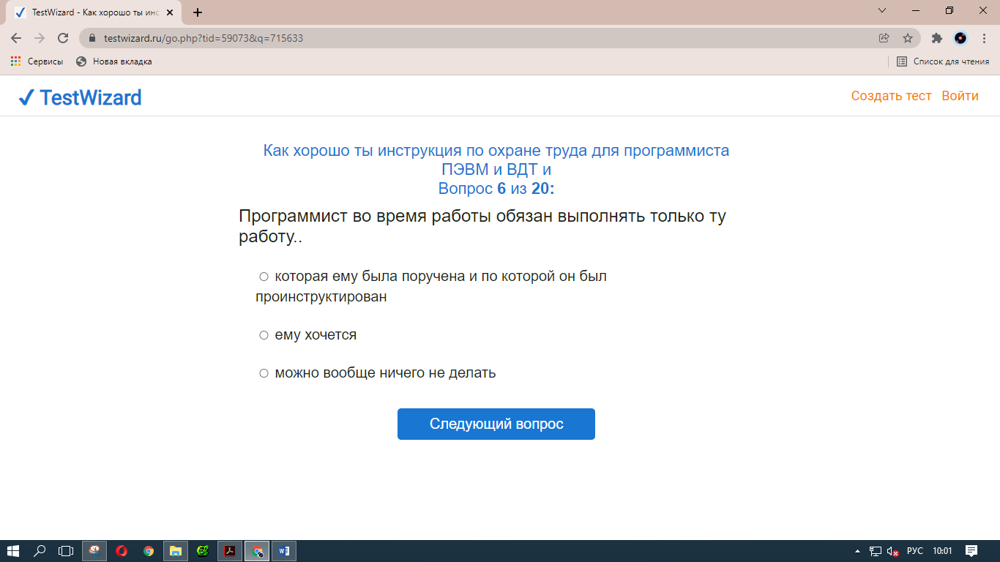 TestWizard - Как хорошо ты инс
testwizard.ru/go.php?tid=59073&q=715633
Сервисы
Новая вкладка
Список для чтения
TestWizard
Создать тест
Войти
Как хорошо ты инструкция по охране труда для программиста
ПЭВМ и ВДТ и
Вопрос 6 из 20:
Программист во время работы обязан выполнять только ту
работу..
которая ему была поручена и по которой он был
проинструктирован
ему хочется
можно вообще ничего не делать
Следующий вопрос
РУС
10:01